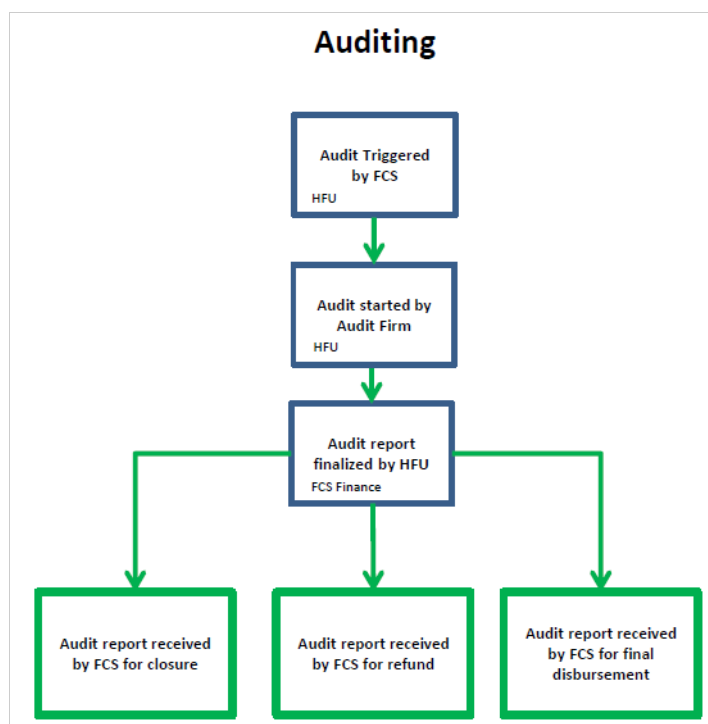 Auditing
Audit Triggered
by FCS
HFU
Audit started by
Audit Firm
HFU
Audit report
finalized by HFU
FCS Finance
Audit report received
by FCS for closure
Audit report received
by FCS for refund
Audit report received
by FCS for final
disbursement